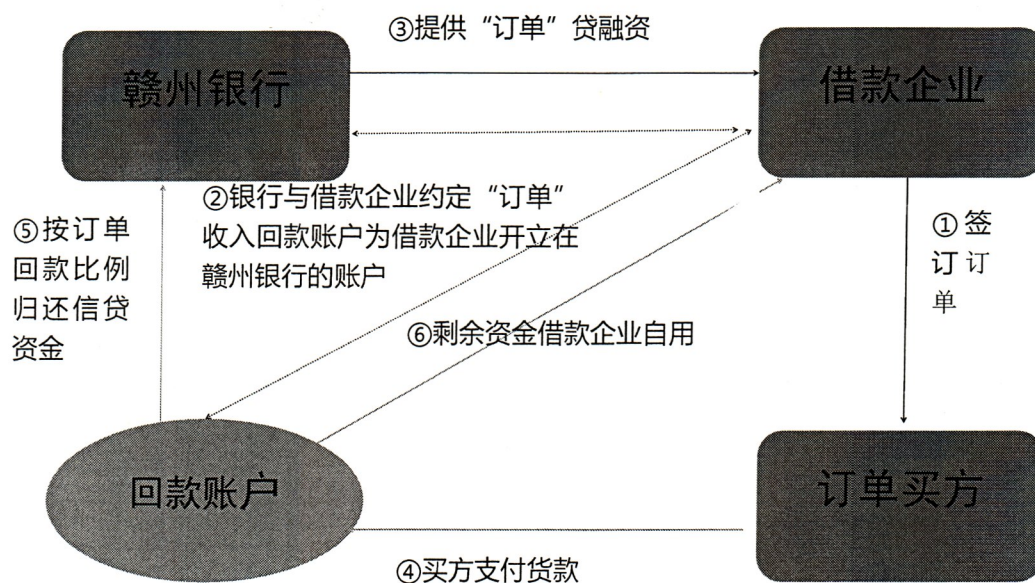 ③提供“订单”贷融资
赣州银行
借款企业
②银行与借款企业约定“订单”
收入回款账户为借款企业开立在
赣州银行的账户
⑤按订单
回款比例
归还信贷
资金
①签
订订
单
⑥剩余资金借款企业自用
回款账户
订单买方
④买方支付货款